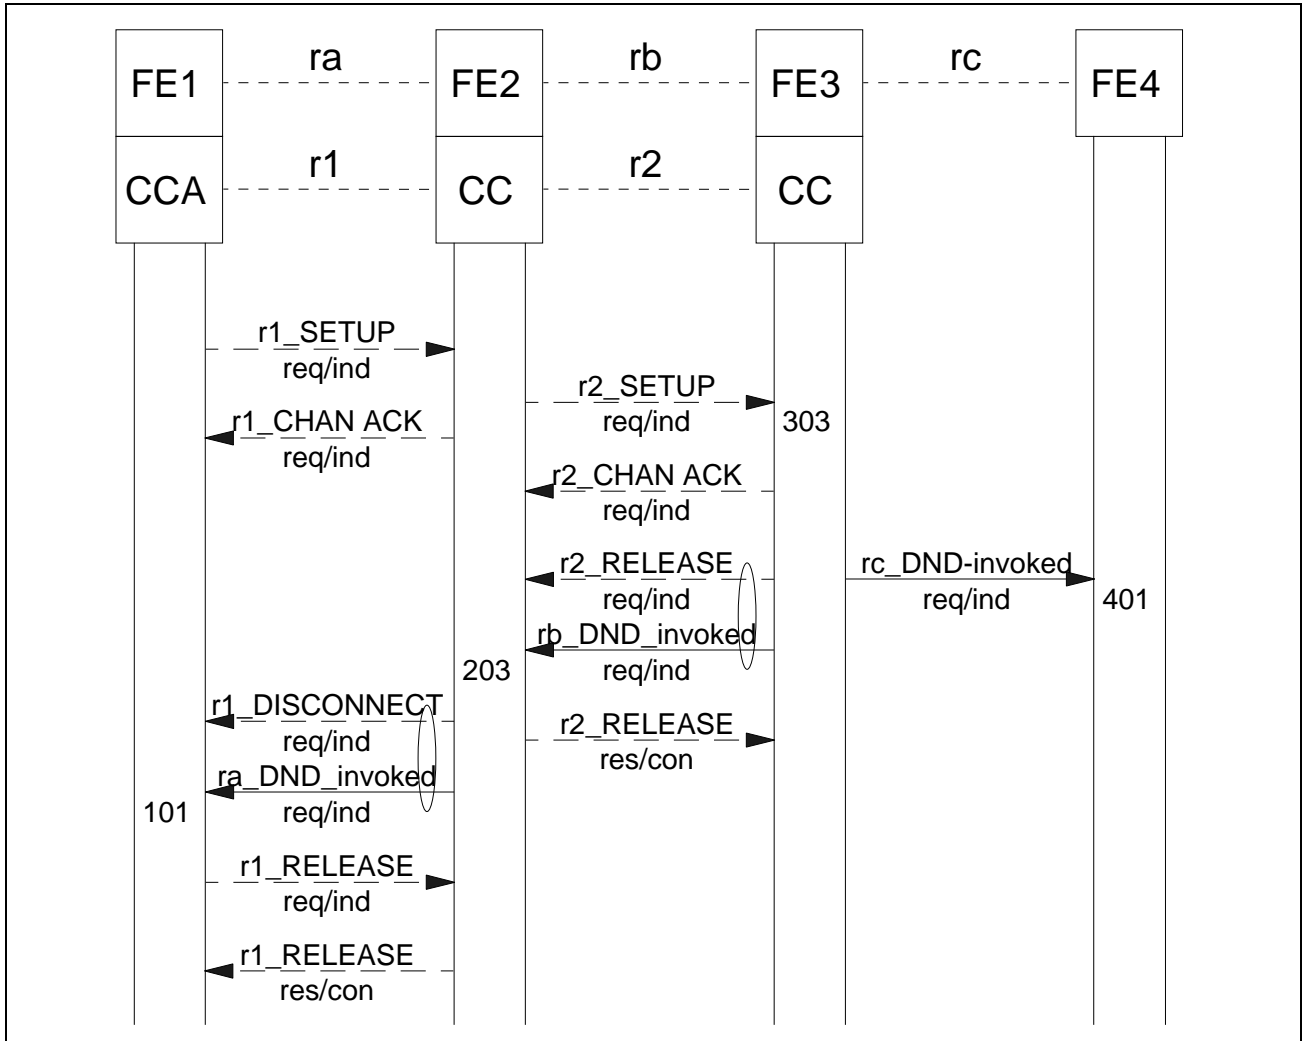 ra rb rc
FE1 FE2 FE3 FE4
r1 r2
CCA CC CC
r1_SETUP
req/ind
r2_SETUP
req/ind
303
r1_CHAN ACK
req/ind
r2_CHAN ACK
req/ind
r2_RELEASE
req/ind
rc_DND-invoked
req/ind
401
rb_DND_invoked
req/ind
203
r1_DISCONNECT
req/ind
r2_RELEASE
res/con
ra_DND_invoked
req/ind
101
r1_RELEASE
req/ind
r1_RELEASE
res/con